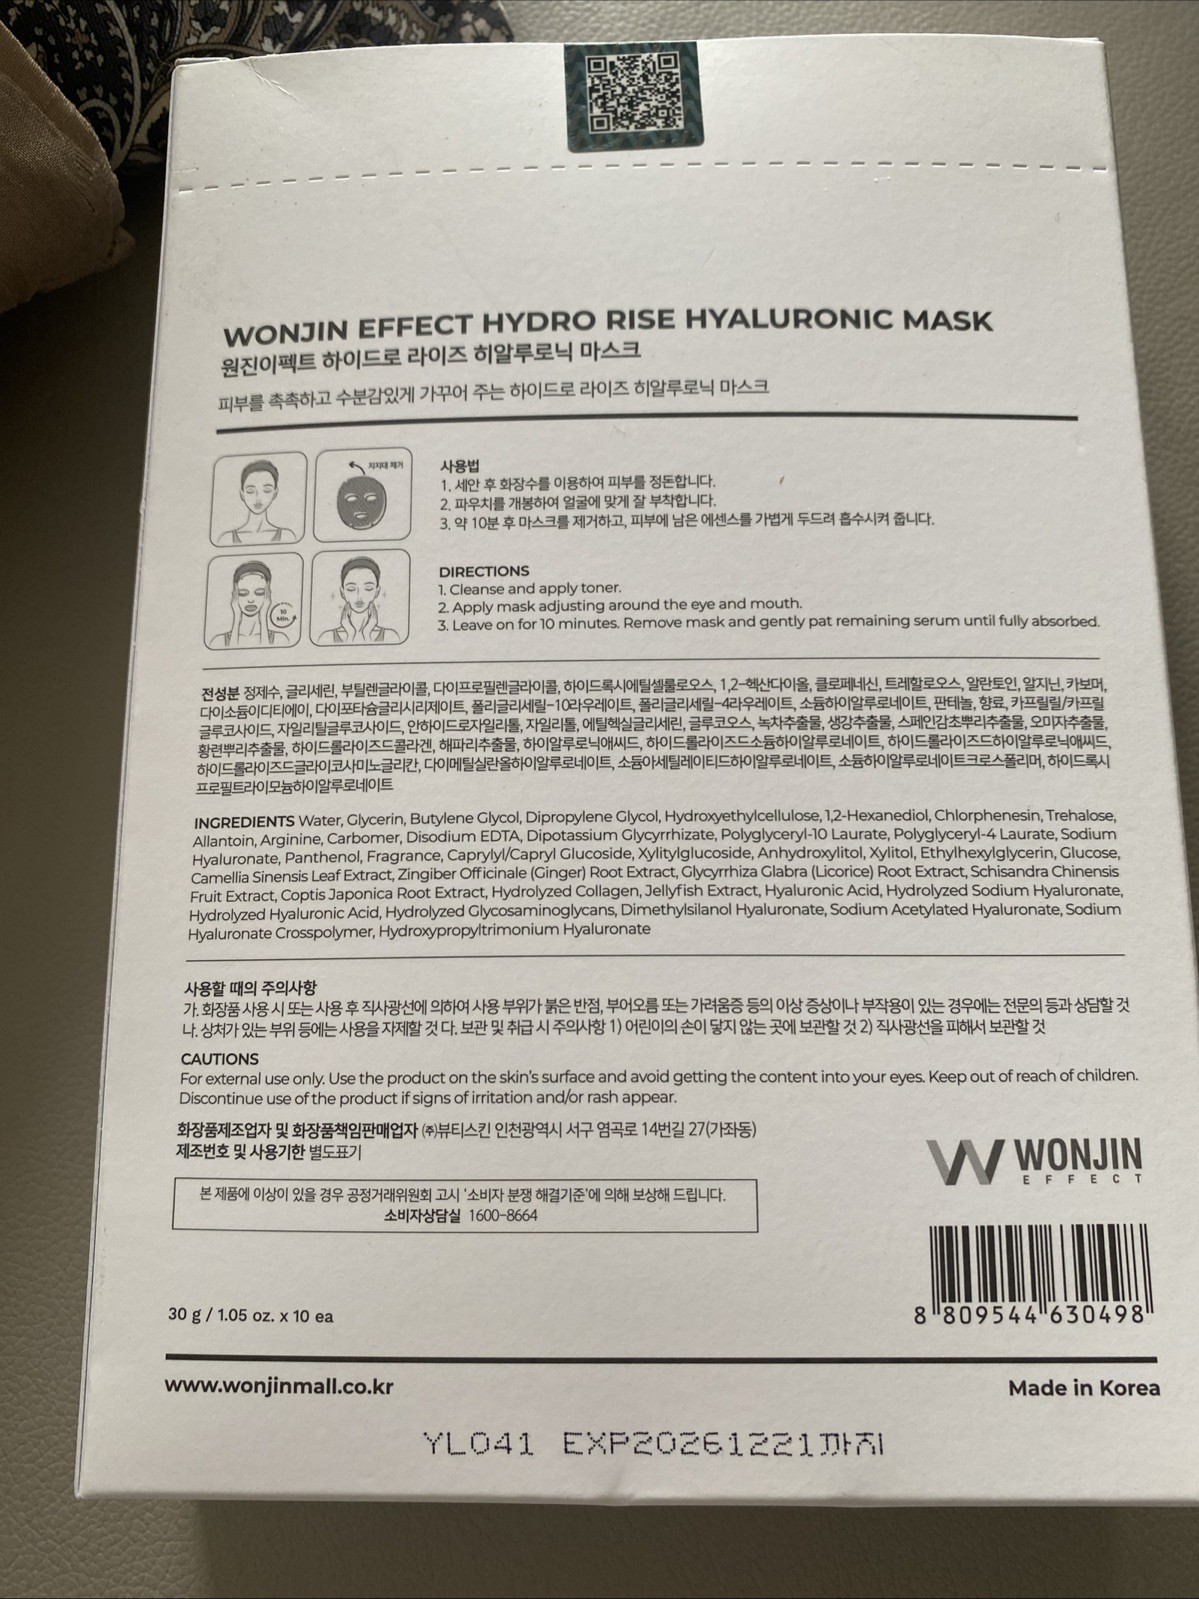 WONJIN EFFECT HYDRO RISE HYALURONIC MASK
원진이펙트 하이드로 라이즈 히알루로닉 마스크
피부를 촉촉하고 수분감있게 가꾸어 주는 하이드로 라이즈 히알루로닉 마스크
지지대 제거
10
Min.
사용법
1. 세안 후 화장수를 이용하여 피부를 정돈합니다.
2. 파우치를 개봉하여 얼굴에 맞게 잘 부착합니다.
3. 약 10분 후 마스크를 제거하고, 피부에 남은 에센스를 가볍게 두드려 흡수시켜 줍니다.
DIRECTIONS
1. Cleanse and apply toner.
2. Apply mask adjusting around the eye and mouth.
3. Leave on for 10 minutes. Remove mask and gently pat remaining serum until fully absorbed.
전성분 정제수, 글리세린, 부틸렌글라이콜, 다이프로필렌글라이콜, 하이드록시에틸셀룰로오스, 1,2-헥산다이올, 클로페네신, 트레할로오스, 알란토인, 알지닌, 카보머,
다이소듐이디티에이, 다이포타슘글리시리제이트, 폴리글리세릴-10라우레이트, 폴리글리세릴-4라우레이트, 소듐하이알루로네이트, 판테놀, 향료, 카프릴릴/카프릴
글루코사이드, 자일리틸글루코사이드, 안하이드로자일리톨, 자일리톨, 에틸헥실글리세린, 글루코오스, 녹차추출물, 생강추출물, 스페인감초뿌리추출물, 오미자추출물,
황련뿌리추출물, 하이드롤라이즈드콜라겐, 해파리추출물, 하이알루로닉애씨드, 하이드롤라이즈드소듐하이알루로네이트, 하이드롤라이즈드하이알루로닉애씨드,
하이드롤라이즈드글라이코사미노글리칸, 다이메틸실란올하이알루로네이트, 소듐아세틸레이티드하이알루로네이트, 소듐하이알루로네이트크로스폴리머, 하이드록시
프로필트라이모늄하이알루로네이트
INGREDIENTS Water, Glycerin, Butylene Glycol, Dipropylene Glycol, Hydroxyethylcellulose, 1,2-Hexanediol, Chlorphenesin, Trehalose,
Allantoin, Arginine, Carbomer, Disodium EDTA, Dipotassium Glycyrrhizate, Polyglyceryl-10 Laurate, Polyglyceryl-4 Laurate, Sodium
Hyaluronate, Panthenol, Fragrance, Caprylyl/Capryl Glucoside, Xylitylglucoside, Anhydroxylitol, Xylitol, Ethylhexylglycerin, Glucose,
Camellia Sinensis Leaf Extract, Zingiber Officinale (Ginger) Root Extract, Glycyrrhiza Glabra (Licorice) Root Extract, Schisandra Chinensis
Fruit Extract, Coptis Japonica Root Extract, Hydrolyzed Collagen, Jellyfish Extract, Hyaluronic Acid, Hydrolyzed Sodium Hyaluronate,
Hydrolyzed Hyaluronic Acid, Hydrolyzed Glycosaminoglycans, Dimethylsilanol Hyaluronate, Sodium Acetylated Hyaluronate, Sodium
Hyaluronate Crosspolymer, Hydroxypropyltrimonium Hyaluronate
사용할 때의 주의사항
가. 화장품 사용 시 또는 사용 후 직사광선에 의하여 사용 부위가 붉은 반점, 부어오름 또는 가려움증 등의 이상 증상이나 부작용이 있는 경우에는 전문의 등과 상담할 것
나. 상처가 있는 부위 등에는 사용을 자제할 것 다. 보관 및 취급 시 주의사항 1) 어린이의 손이 닿지 않는 곳에 보관할 것 2) 직사광선을 피해서 보관할 것
CAUTIONS
For external use only. Use the product on the skin's surface and avoid getting the content into your eyes. Keep out of reach of children.
Discontinue use of the product if signs of irritation and/or rash appear.
화장품제조업자 및 화장품책임판매업자 ㈜뷰티스킨 인천광역시 서구 염곡로 14번길 27(가좌동)
제조번호 및 사용기한 별도표기
본 제품에 이상이 있을 경우 공정거래위원회 고시 '소비자 분쟁 해결기준'에 의해 보상해 드립니다.
소비자상담실 1600-8664
WONJIN
EFFECT
8 809544 630498
30 g / 1.05 oz. x 10 ea
www.wonjinmall.co.kr
Made in Korea
YL041 EXP20261221까지